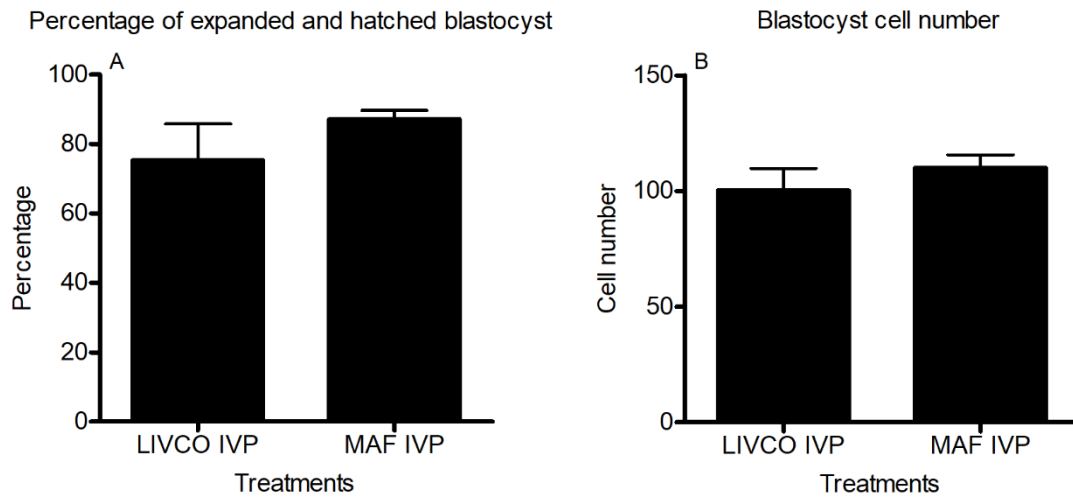 Percentage of expanded and hatched blastocyst
A
100
80
60
40
20
0
Percentage
LIVCO IVP MAF IVP
Treatments
Blastocyst cell number
B
150
100
50
0
Cell number
LIVCO IVP MAF IVP
Treatments